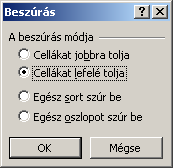 Beszúrás
A beszúrás módja
Cellákat jobbra tolja
Cellákat lefelé tolja
Egész sort szúr be
Egész oszlopot szúr be
OK
Mégse